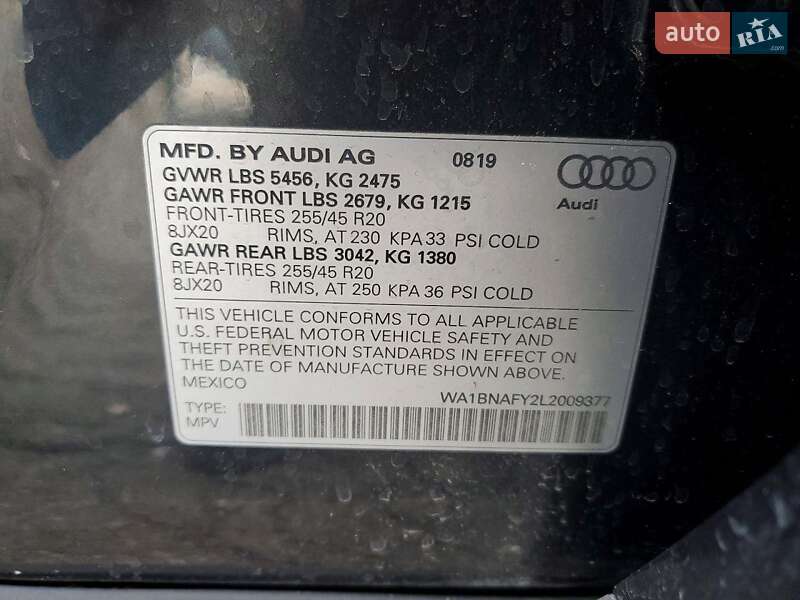 auto RIA.com
MFD. BY AUDI AG 0819
GVWR LBS 5456, KG 2475
GAWR FRONT LBS 2679, KG 1215
FRONT-TIRES 255/45 R20
8JX20 RIMS, AT 230 KPA 33 PSI COLD
GAWR REAR LBS 3042, KG 1380
REAR-TIRES 255/45 R20
8JX20 RIMS, AT 250 KPA 36 PSI COLD
Audi
THIS VEHICLE CONFORMS TO ALL APPLICABLE
U.S. FEDERAL MOTOR VEHICLE SAFETY AND
THEFT PREVENTION STANDARDS IN EFFECT ON
THE DATE OF MANUFACTURE SHOWN ABOVE.
MEXICO
WA1BNAFY2L2009377
TYPE:
MPV